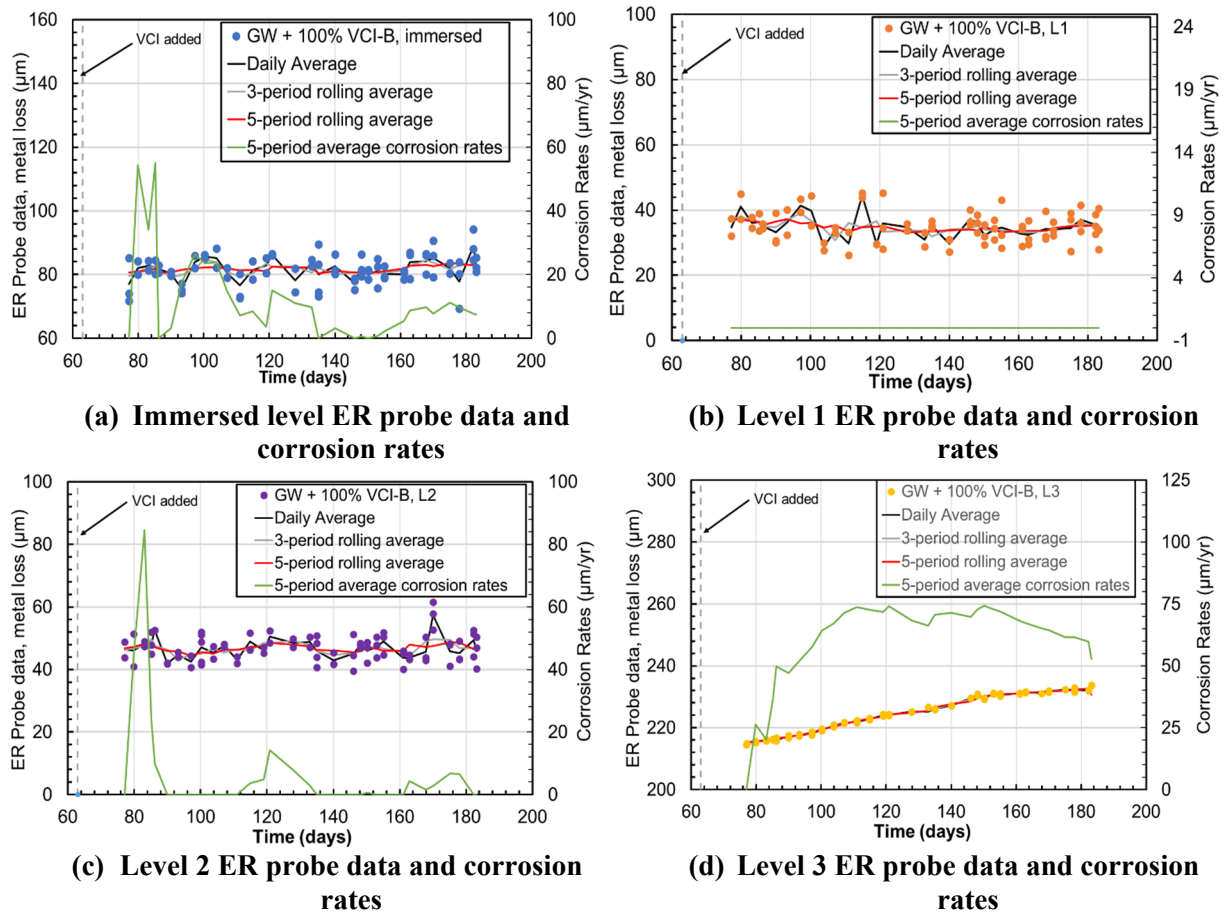 160
140
120
100
80
60
ER Probe data, metal loss (µm)
VCI added
GW + 100% VCI-B, immersed
Daily Average
3-period rolling average
5-period rolling average
5-period average corrosion rates
100
80
60
40
20
0
Corrosion Rates (µm/yr)
60 80 100 120 140 160 180 200
Time (days)
(a) Immersed level ER probe data and
corrosion rates
100
80
60
40
20
0
ER Probe data, metal loss (µm)
VCI added
GW + 100% VCI-B, L1
Daily Average
3-period rolling average
5-period rolling average
5-period average corrosion rates
24
19
14
9
4
-1
Corrosion Rates (µm/yr)
60 80 100 120 140 160 180 200
Time (days)
(b) Level 1 ER probe data and corrosion
rates
100
80
60
40
20
0
ER Probe data, metal loss (µm)
VCI added
GW + 100% VCI-B, L2
Daily Average
3-period rolling average
5-period rolling average
5-period average corrosion rates
100
80
60
40
20
0
Corrosion Rates (µm/yr)
60 80 100 120 140 160 180 200
Time (days)
(c) Level 2 ER probe data and corrosion
rates
300
280
260
240
220
200
ER Probe data, metal loss (µm)
VCI added
GW + 100% VCI-B, L3
Daily Average
3-period rolling average
5-period rolling average
5-period average corrosion rates
125
100
75
50
25
0
Corrosion Rates (µm/yr)
60 80 100 120 140 160 180 200
Time (days)
(d) Level 3 ER probe data and corrosion
rates